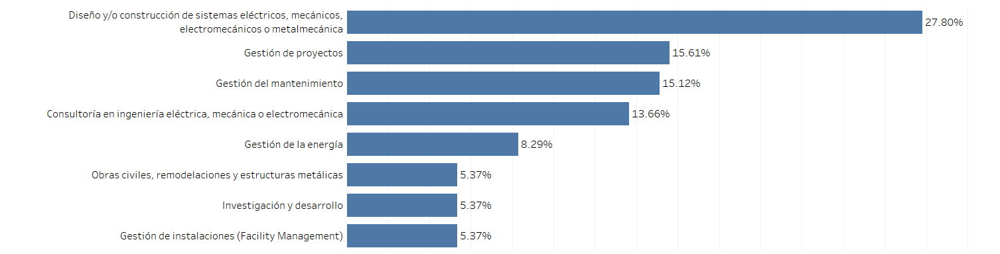 Diseño y/o construcción de sistemas eléctricos, mecánicos,
electromecánicos o metalmecánica
27.80%
Gestión de proyectos
15.61%
Gestión del mantenimiento
15.12%
Consultoría en ingeniería eléctrica, mecánica o electromecánica
13.66%
Gestión de la energía
8.29%
Obras civiles, remodelaciones y estructuras metálicas
5.37%
Investigación y desarrollo
5.37%
Gestión de instalaciones (Facility Management)
5.37%